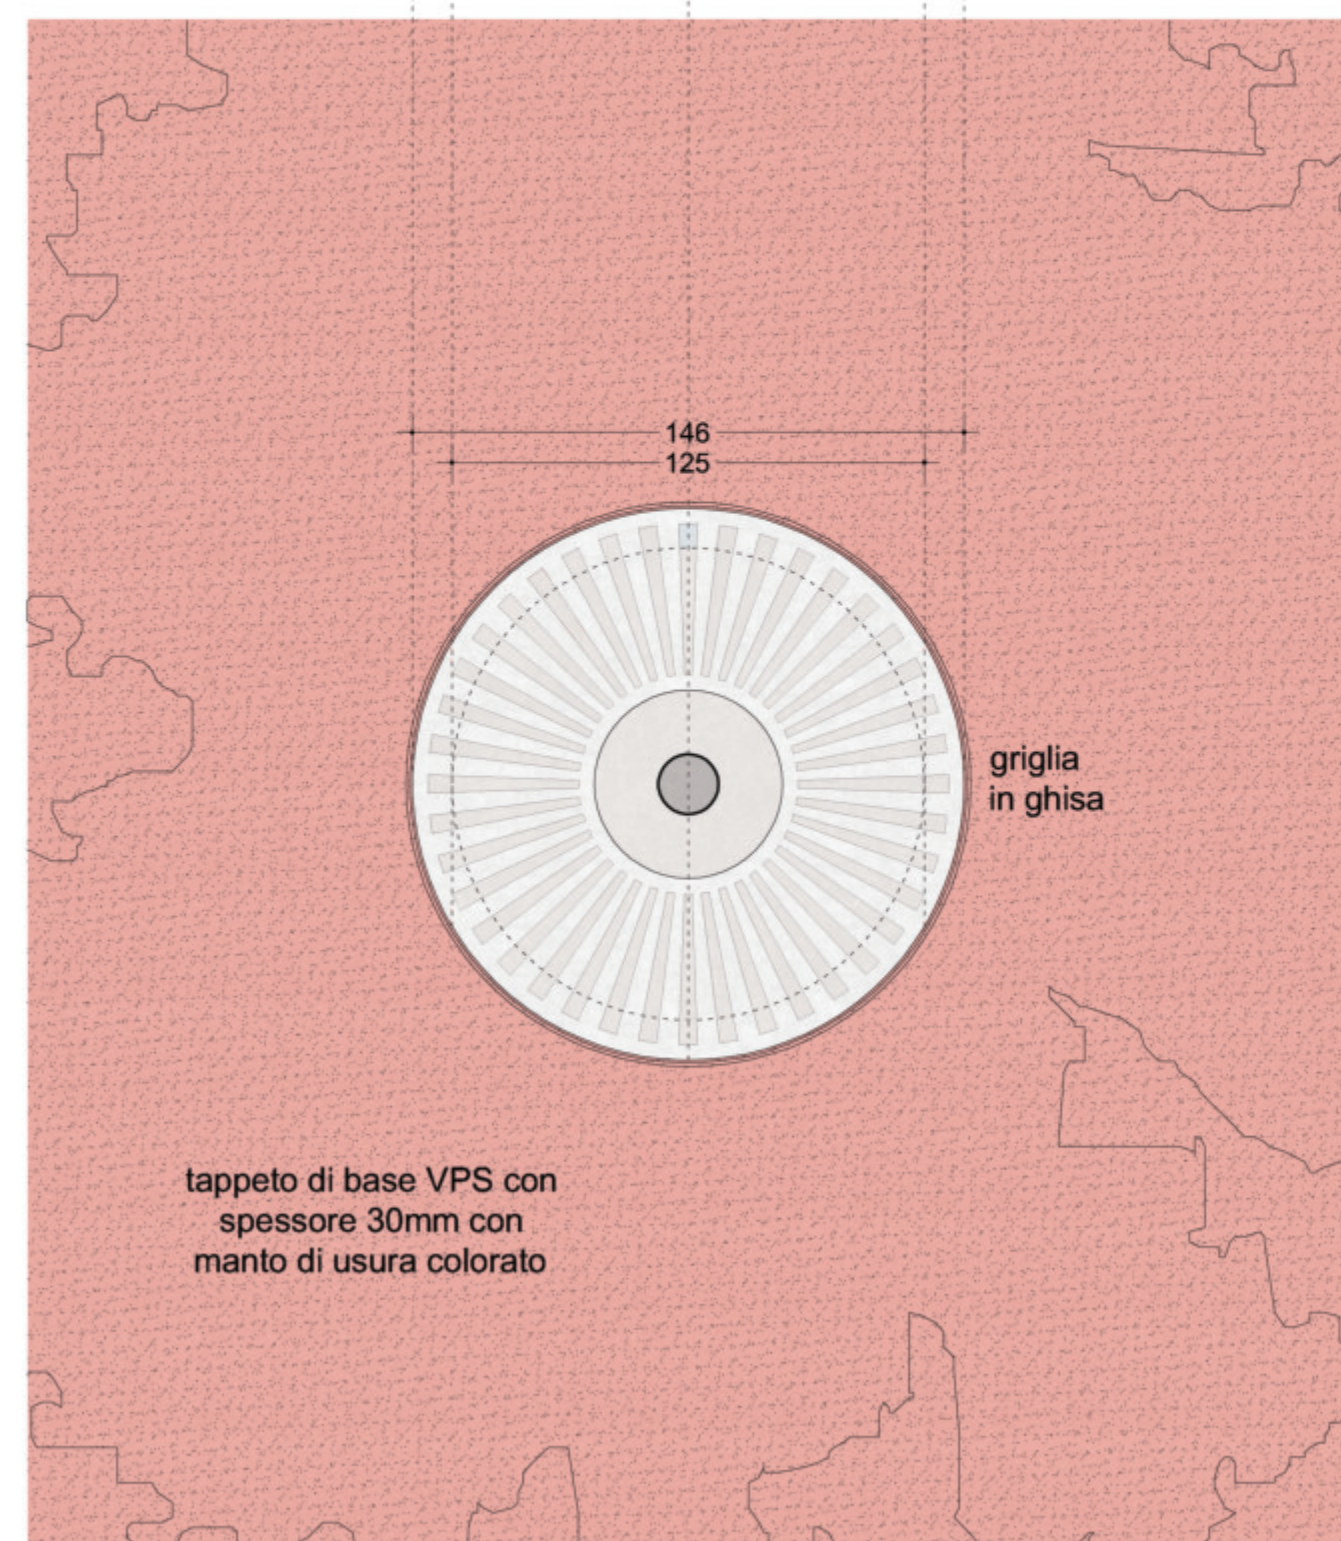 146
125
griglia
in ghisa
tappeto di base VPS con
spessore 30mm con
manto di usura colorato